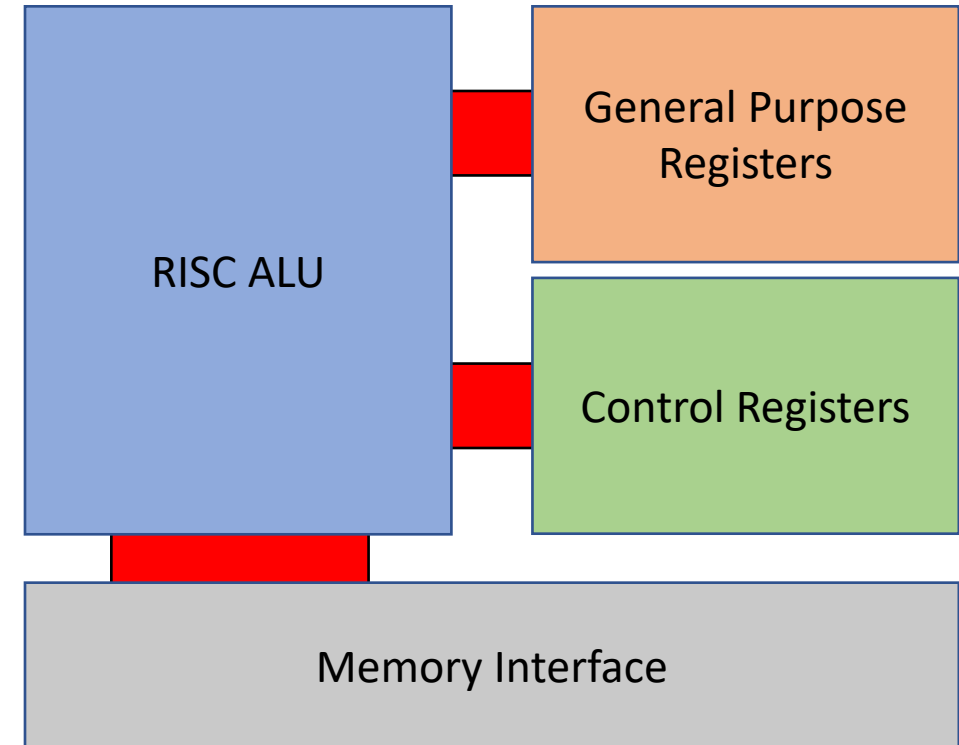 General Purpose
Registers
RISC ALU
Control Registers
Memory Interface